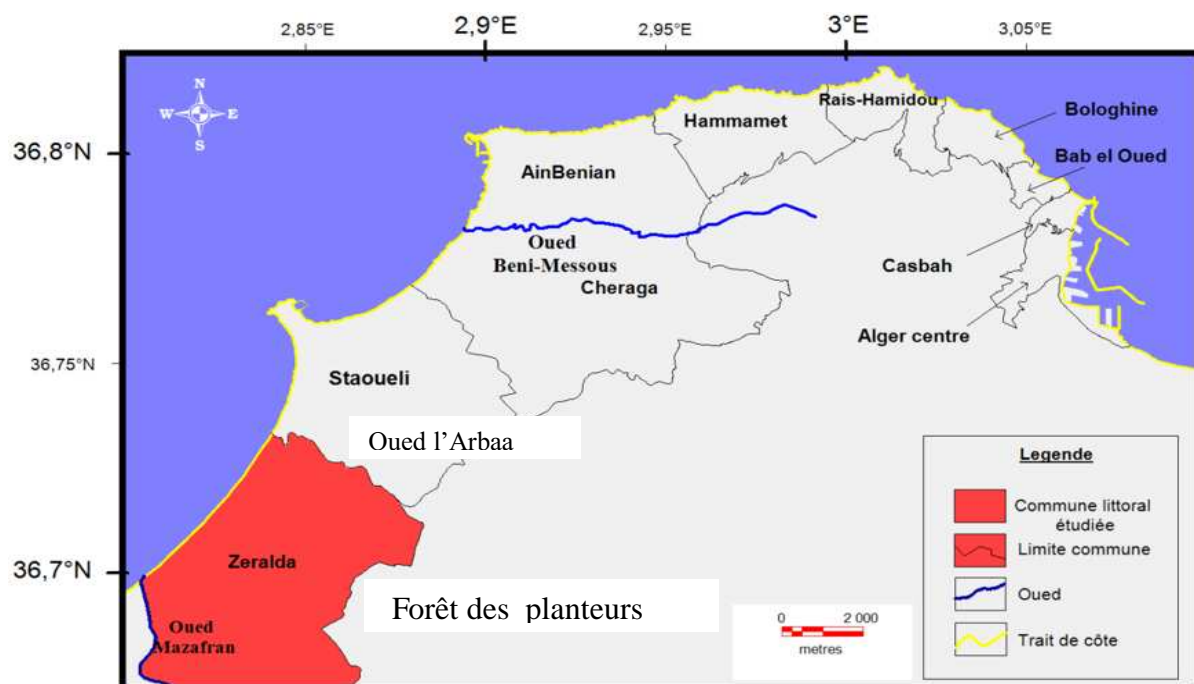 2,85°E
2,9°E
2,95°E
3°E
3,05°E
N
W E
S
36,8°N
36,75°N
36,7°N
Rais-Hamidou
Hammamet
Bologhine
Bab el Oued
AinBenian
Oued
Beni-Messous
Cheraga
Casbah
Alger centre
Staoueli
Oued l’Arbaa
Zeralda
Forêt des planteurs
Oued
Mazafran
0 2 000
metres
Legende
Commune littoral
étudiée
Limite commune
Oued
Trait de côte